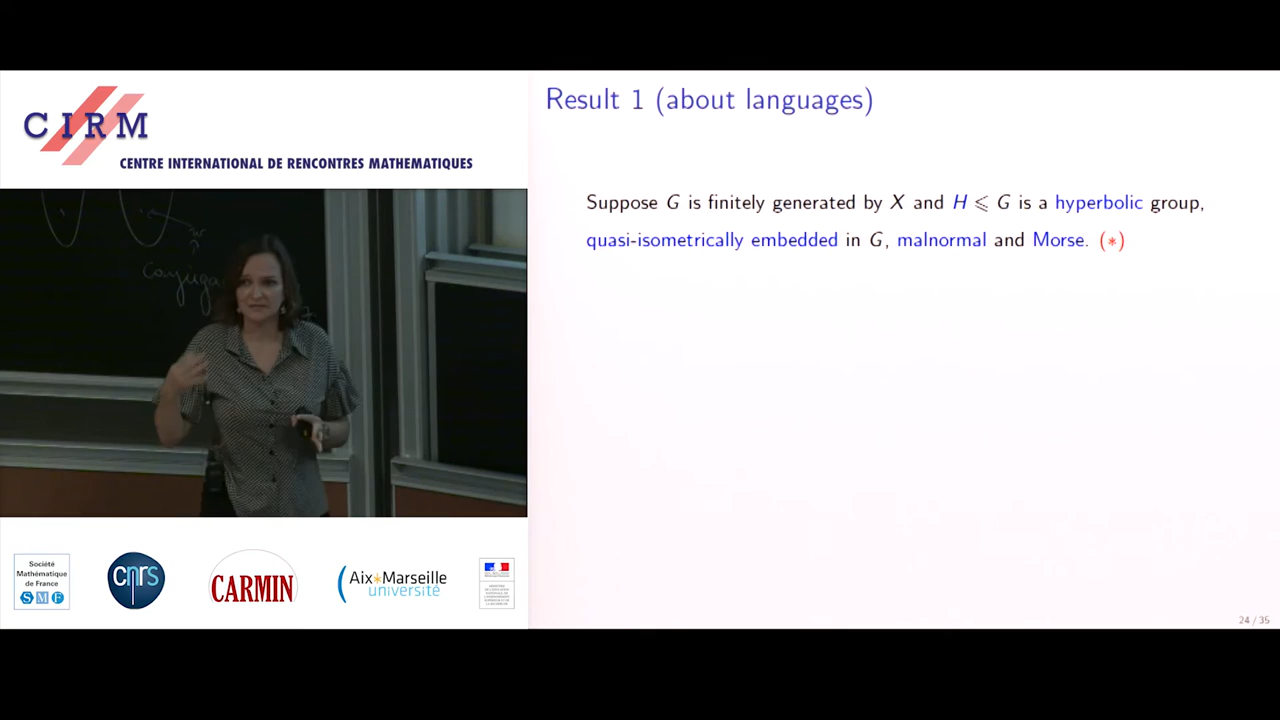 CIRM
CENTRE INTERNATIONAL DE RENCONTRES MATHEMATIQUES
Result 1 (about languages)
Suppose G is finitely generated by X and H ⩽ G is a hyperbolic group,
quasi-isometrically embedded in G, malnormal and Morse. (∗)
conjuga
Société
Mathématique
de France
S M F
cnrs
CARMIN
Aix✶Marseille
université
24 / 35